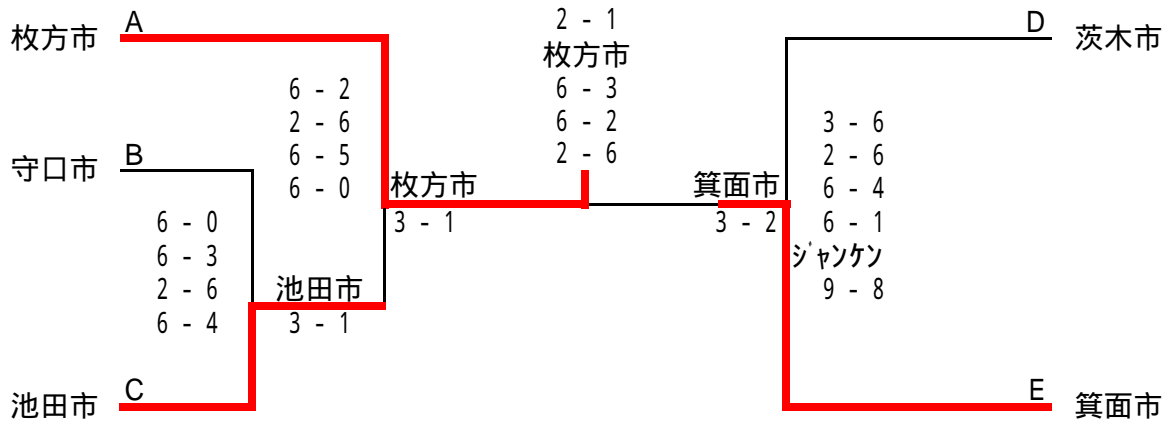 枚方市 A
守口市 B
池田市 C
6 - 0
6 - 3
2 - 6
6 - 4
池田市
3 - 1
6 - 2
2 - 6
6 - 5
6 - 0
枚方市
3 - 1
2 - 1
枚方市
6 - 3
6 - 2
2 - 6
箕面市
3 - 2
3 - 6
2 - 6
6 - 4
6 - 1
ジャンケン
9 - 8
D 茨木市
E 箕面市